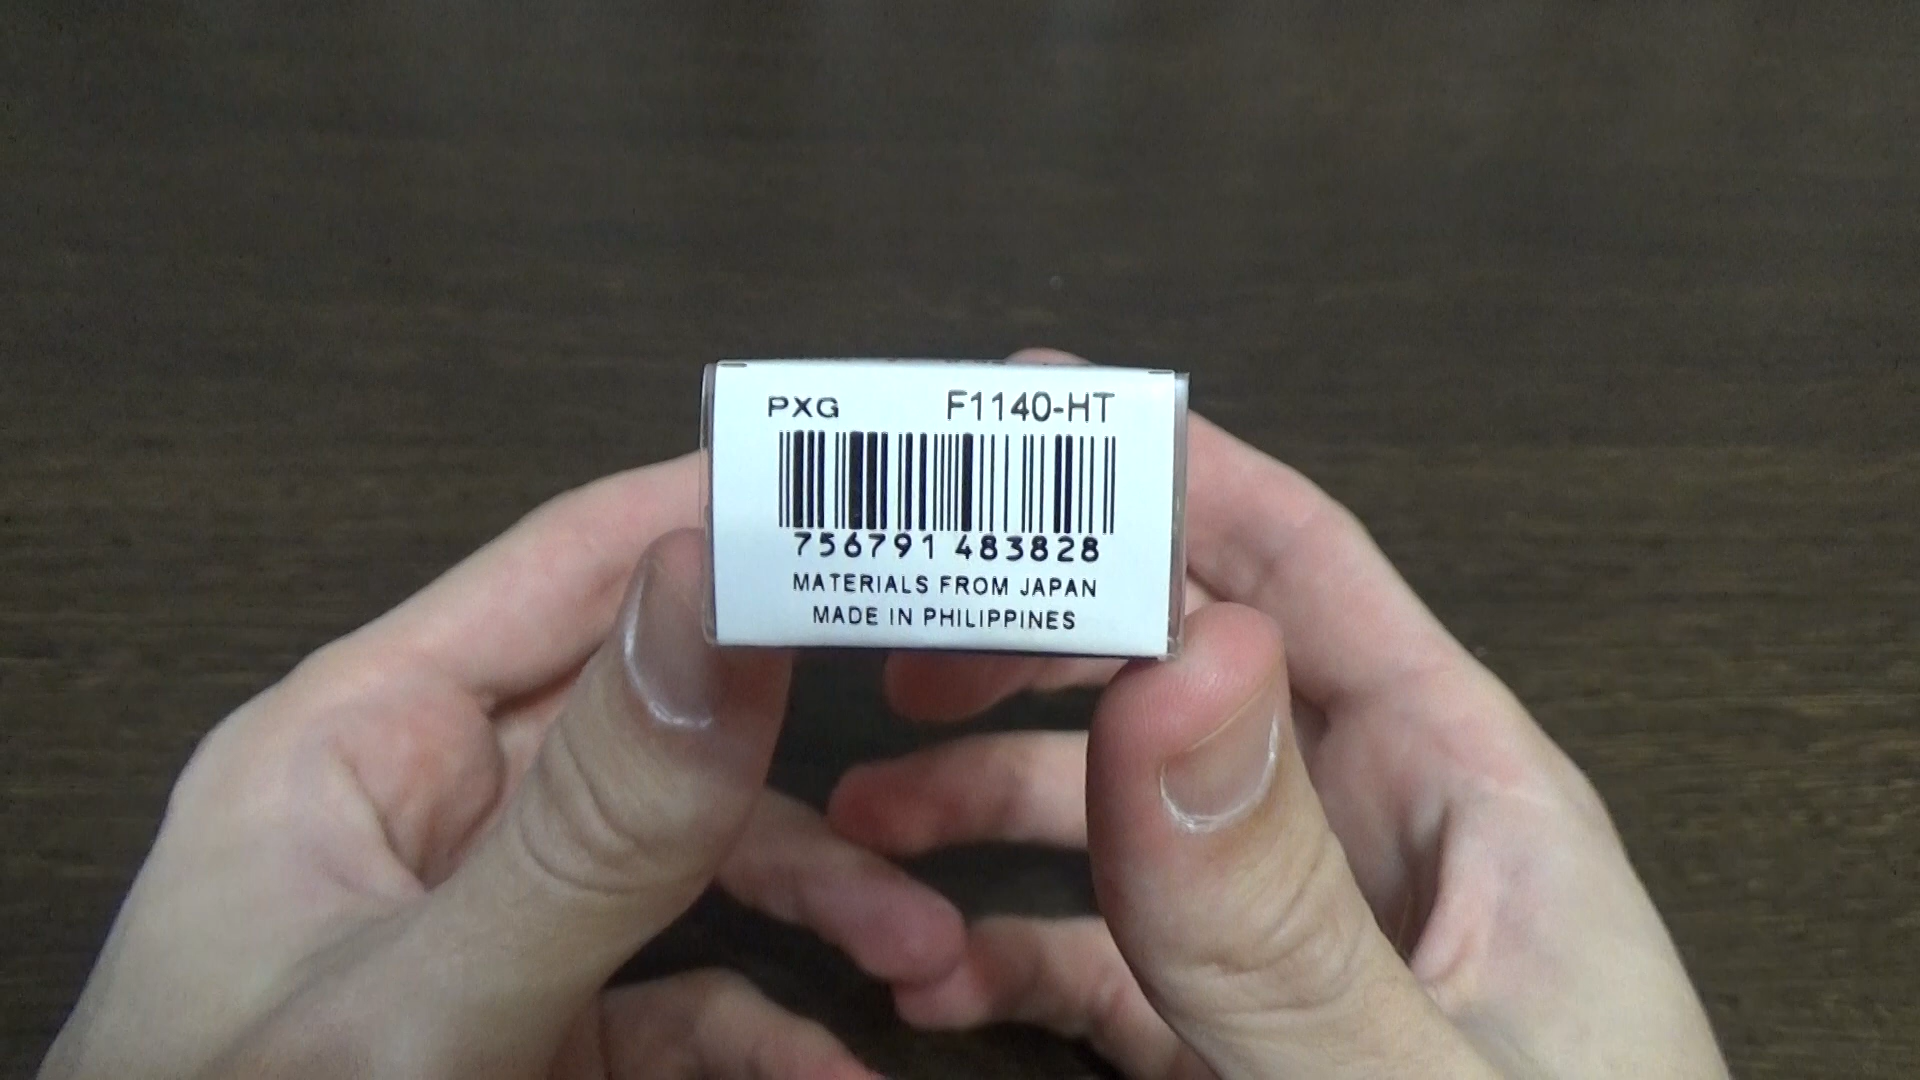 PXG F1140-HT
756791 483828
MATERIALS FROM JAPAN
MADE IN PHILIPPINES